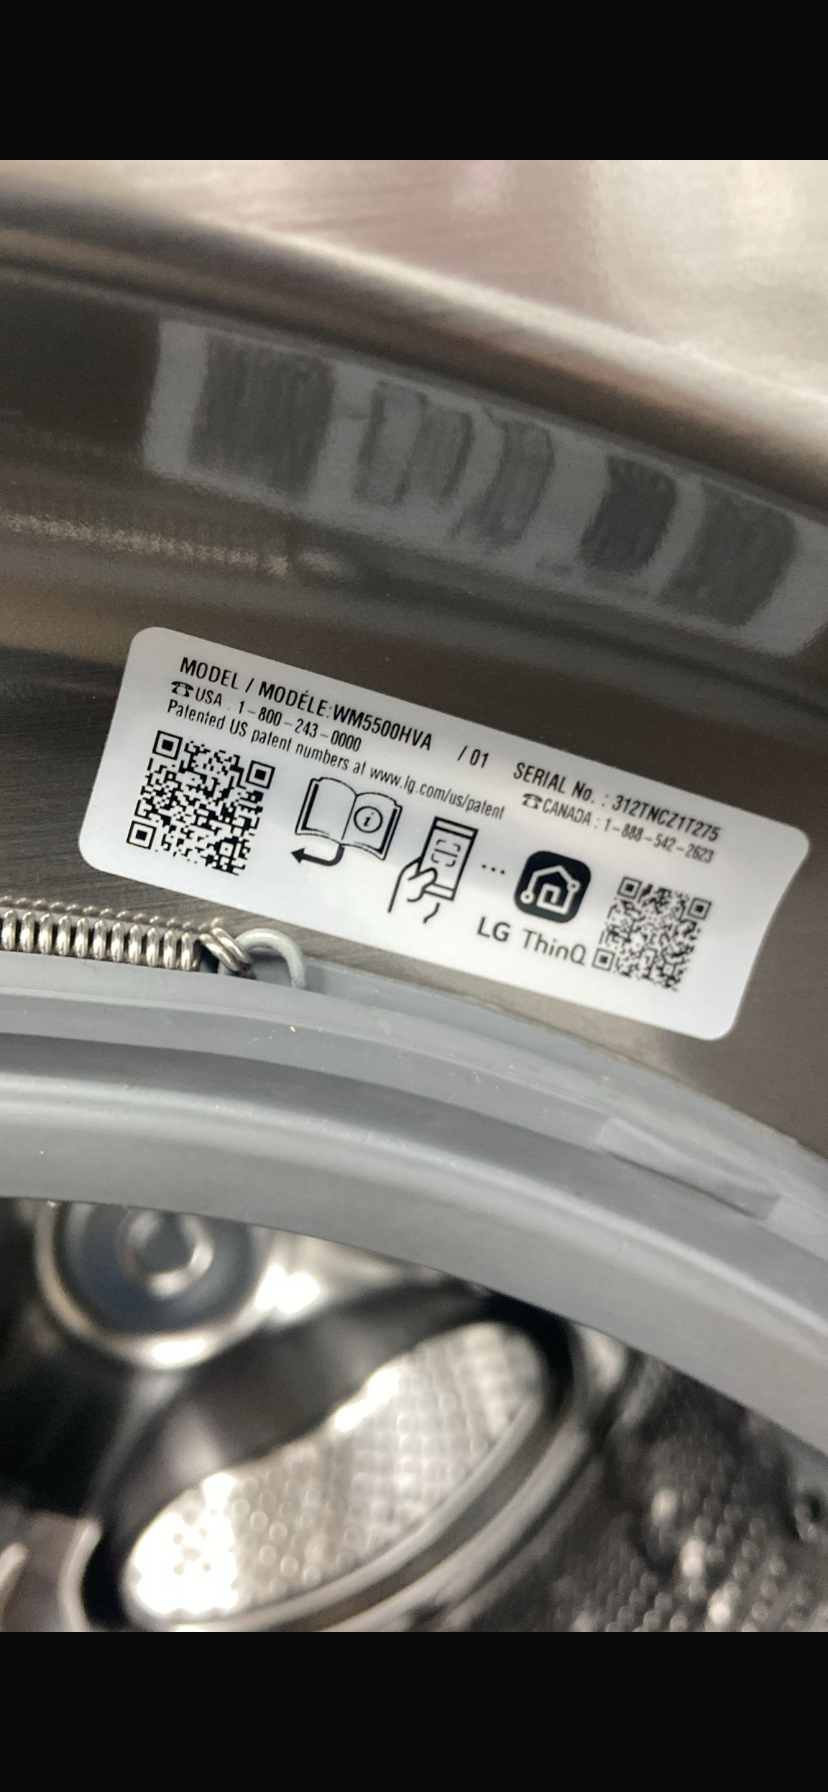 MODEL / MODÉLE:WM5500HVA /01 SERIAL No. : 312TNCZ1T275
☎USA . 1-800-243-0000 ☎CANADA : 1-888-542-2623
Patented US patent numbers at www.lg.com/us/patent
LG ThinQ